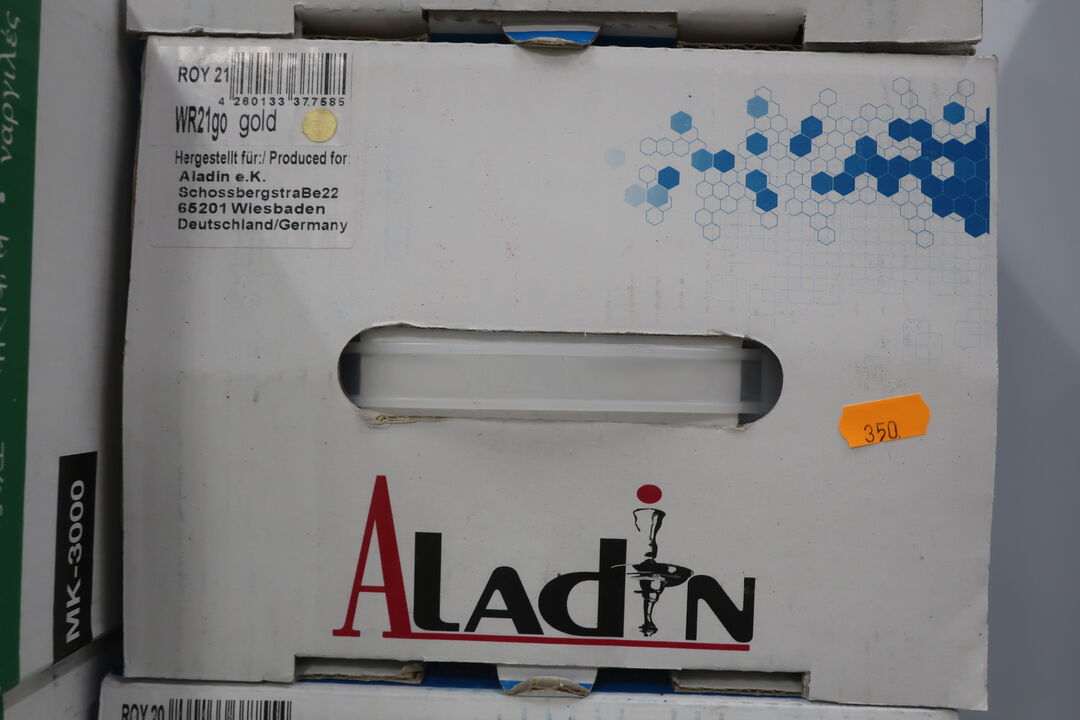 ROY 21
4 260133 377585
WR21go gold
Hergestellt für:/ Produced for:
Aladin e.K.
SchossbergstraBe22
65201 Wiesbaden
Deutschland/Germany
350.
ALADIN
MK-3000
ναργιλές
ROY 20